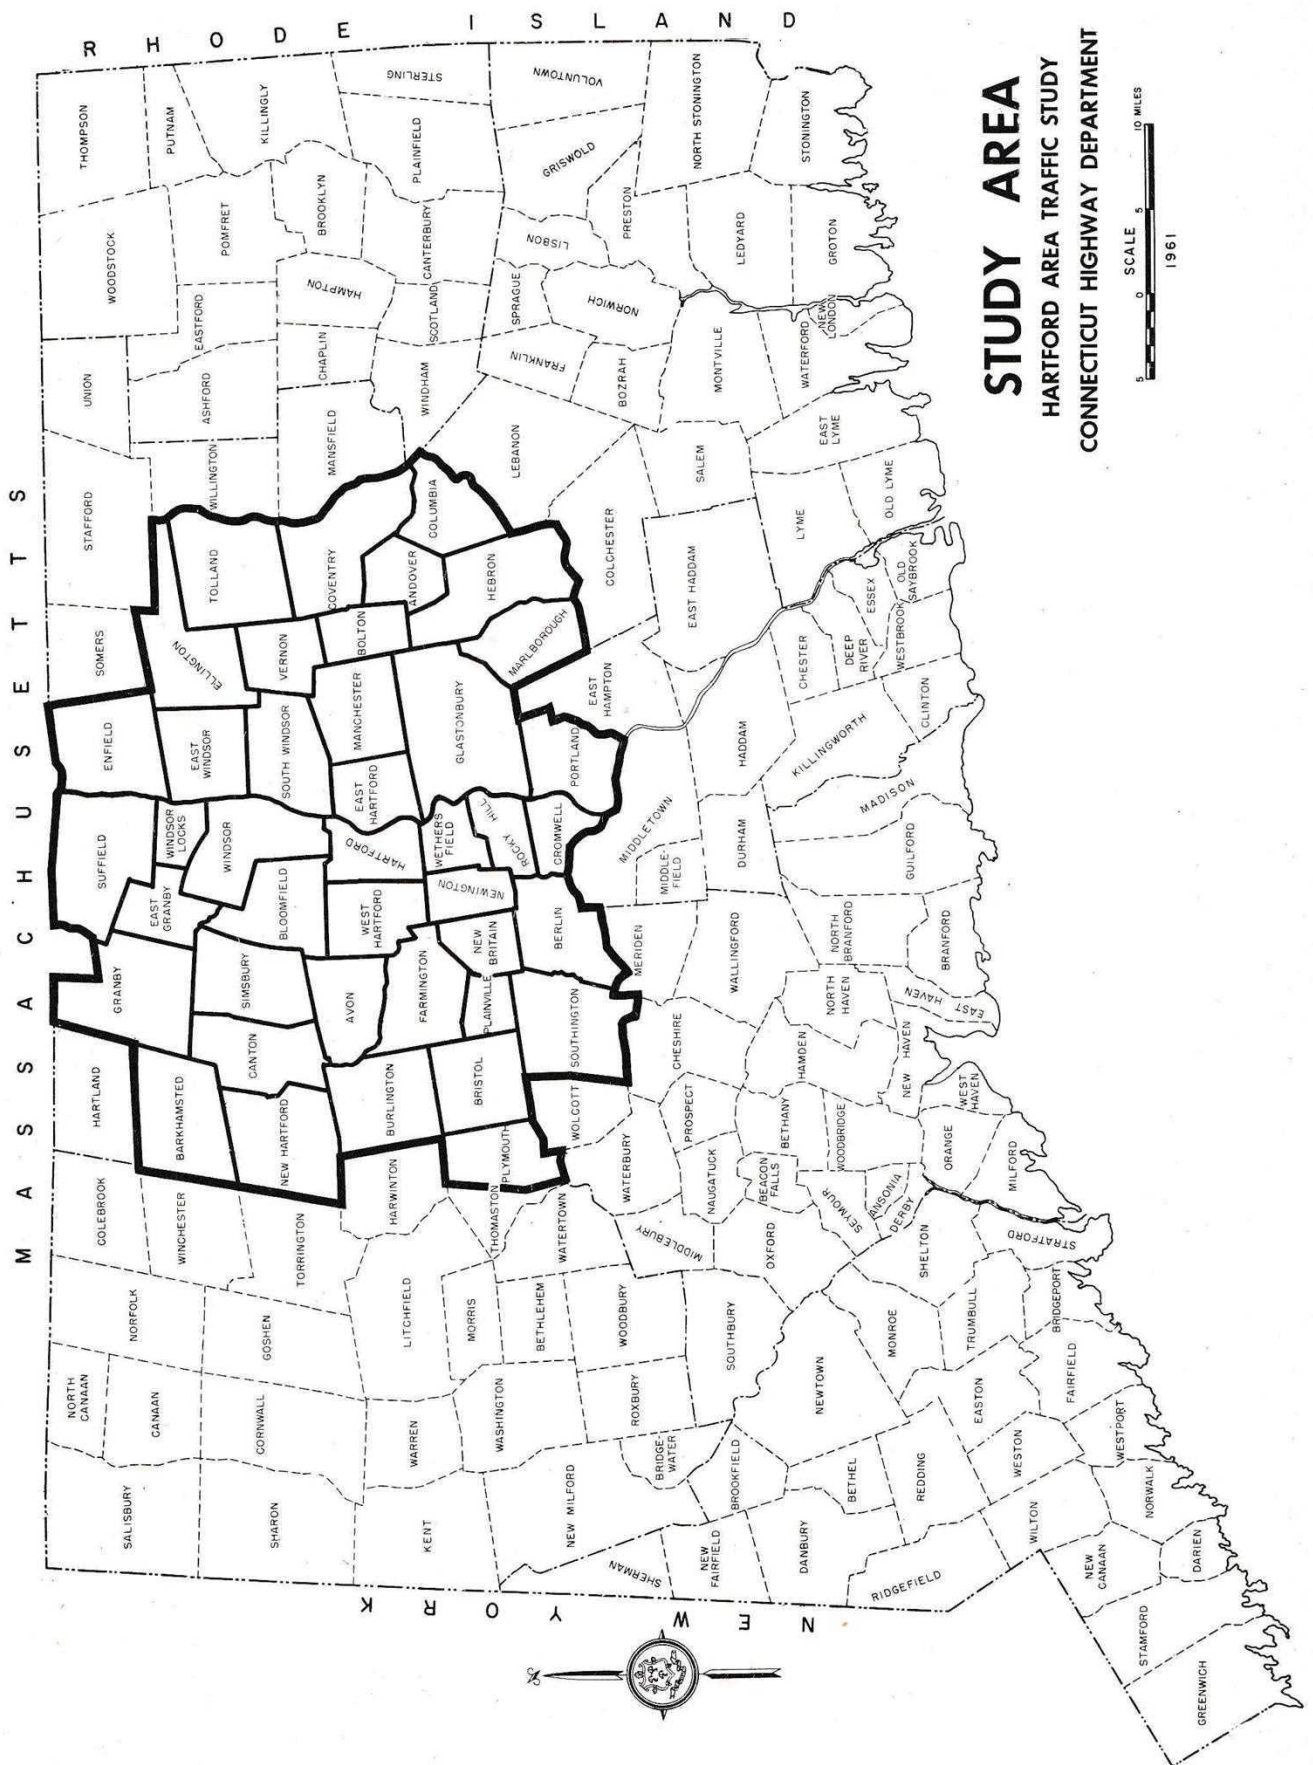 MASSACHUSETTS
RHODE ISLAND
NEW YORK
NORTH
CANAAN
NORFOLK
COLEBROOK
HARTLAND
GRANBY
SUFFIELD
ENFIELD
SOMERS
STAFFORD
UNION
WOODSTOCK
THOMPSON
SALISBURY
CANAAN
WINCHESTER
BARKHAMSTED
EAST
GRANBY
WINDSOR
LOCKS
EAST
WINDSOR
ELLINGTON
PUTNAM
SHARON
CORNWALL
GOSHEN
TORRINGTON
NEW HARTFORD
CANTON
SIMSBURY
BLOOMFIELD
WINDSOR
SOUTH WINDSOR
VERNON
TOLLAND
WILLINGTON
ASHFORD
EASTFORD
POMFRET
KILLINGLY
KENT
WARREN
LITCHFIELD
HARWINTON
BURLINGTON
AVON
WEST
HARTFORD
HARTFORD
EAST
HARTFORD
MANCHESTER
BOLTON
COVENTRY
MANSFIELD
CHAPLIN
HAMPTON
BROOKLYN
STERLING
PLAINFIELD
CANTERBURY
SCOTLAND
WINDHAM
COLUMBIA
ANDOVER
HEBRON
GLASTONBURY
WETHERS
FIELD
NEWINGTON
FARMINGTON
NEW
BRITAIN
PLAINVILLE
BRISTOL
PLYMOUTH
THOMASTON
MORRIS
WASHINGTON
NEW MILFORD
BETHLEHEM
WATERTOWN
WOLCOTT
SOUTHINGTON
BERLIN
ROCKY HILL
CROMWELL
PORTLAND
MARLBOROUGH
EAST
HAMPTON
COLCHESTER
LEBANON
FRANKLIN
SPRAGUE
LISBON
GRISWOLD
VOLUNTOWN
SHERMAN
BRIDGE-
WATER
ROXBURY
WOODBURY
MIDDLEBURY
WATERBURY
CHESHIRE
MERIDEN
MIDDLE-
FIELD
MIDDLETOWN
EAST HADDAM
SALEM
BOZRAH
NORWICH
PRESTON
NORTH STONINGTON
NEW
FAIRFIELD
BROOKFIELD
SOUTHBURY
NAUGATUCK
PROSPECT
WALLINGFORD
DURHAM
HADDAM
MONTVILLE
LEDYARD
DANBURY
BETHEL
NEWTOWN
OXFORD
BEACON
FALLS
BETHANY
HAMDEN
NORTH
HAVEN
NORTH
BRANFORD
GUILFORD
MADISON
KILLINGWORTH
CHESTER
DEEP
RIVER
ESSEX
LYME
EAST
LYME
WATERFORD
NEW
LONDON
GROTON
STONINGTON
RIDGEFIELD
REDDING
MONROE
SEYMOUR
ANSONIA
DERBY
WOODBRIDGE
NEW HAVEN
EAST
HAVEN
BRANFORD
CLINTON
WESTBROOK
OLD
SAYBROOK
OLD LYME
WILTON
WESTON
EASTON
TRUMBULL
SHELTON
ORANGE
WEST
HAVEN
MILFORD
STRATFORD
BRIDGEPORT
FAIRFIELD
WESTPORT
NORWALK
NEW
CANAAN
DARIEN
STAMFORD
GREENWICH
STUDY AREA
HARTFORD AREA TRAFFIC STUDY
CONNECTICUT HIGHWAY DEPARTMENT
SCALE
5 0 5 10 MILES
1961